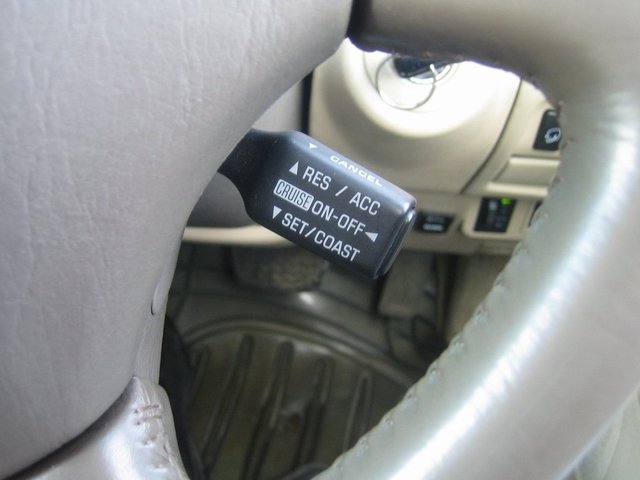 ▼ CANCEL
▲ RES / ACC
CRUISE ON-OFF ◀
▼ SET/COAST